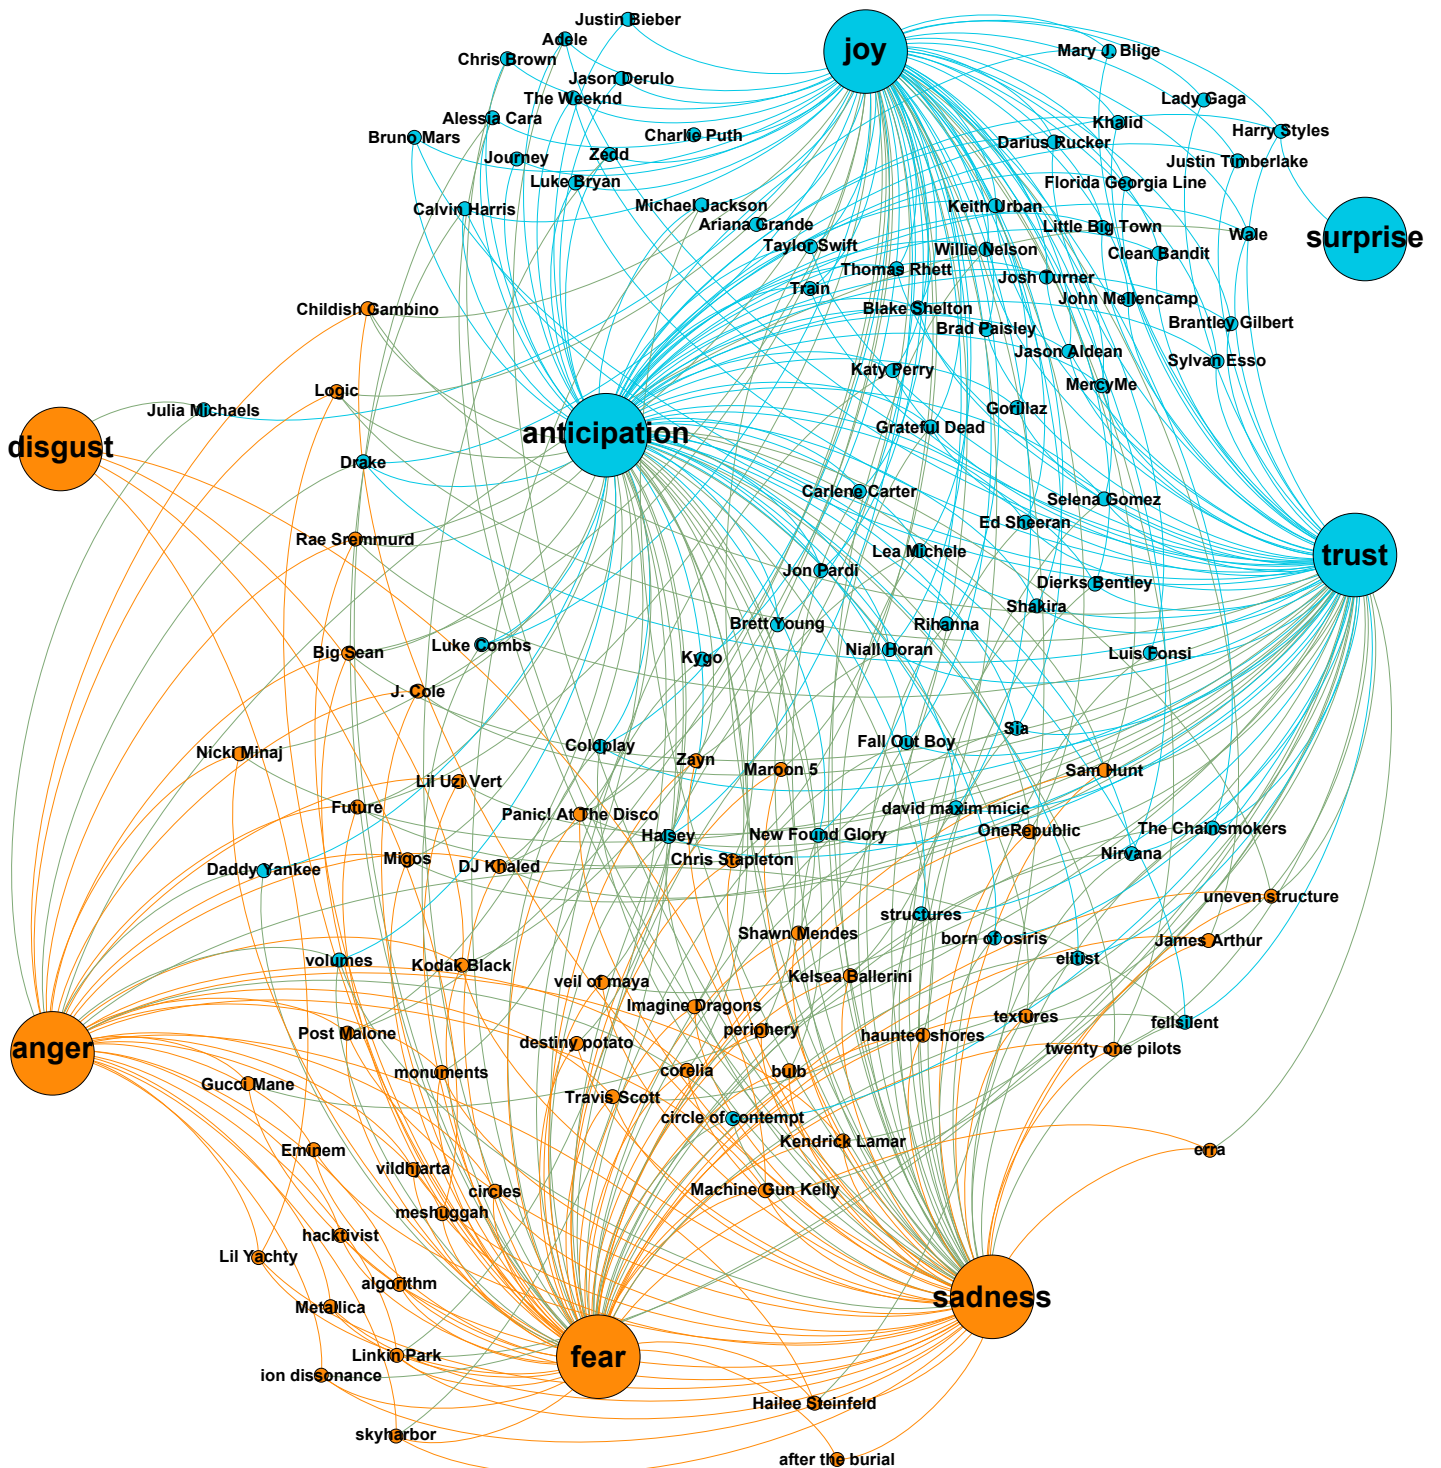 Justin Bieber
joy
Adele
Mary J. Blige
Chris Brown
Jason Derulo
The Weeknd
Lady Gaga
Alessia Cara
Khalid
Harry Styles
Bruno Mars
Charlie Puth
Darius Rucker
Journey
Zedd
Justin Timberlake
Luke Bryan
Florida Georgia Line
Calvin Harris
Michael Jackson
Keith Urban
Ariana Grande
Little Big Town
Wale
surprise
Taylor Swift
Willie Nelson
Clean Bandit
Thomas Rhett
Josh Turner
Train
John Mellencamp
Childish Gambino
Blake Shelton
Brad Paisley
Brantley Gilbert
Jason Aldean
Sylvan Esso
Katy Perry
MercyMe
Logic
Julia Michaels
Gorillaz
disgust
anticipation
Grateful Dead
Drake
Carlene Carter
Selena Gomez
Ed Sheeran
Rae Sremmurd
Lea Michele
trust
Jon Pardi
Dierks Bentley
Shakira
Brett Young
Rihanna
Big Sean
Luke Combs
Kygo
Niall Horan
Luis Fonsi
J. Cole
Sia
Nicki Minaj
Coldplay
Fall Out Boy
Zayn
Maroon 5
Sam Hunt
Lil Uzi Vert
Future
Panic! At The Disco
david maxim micic
Halsey
New Found Glory
OneRepublic
The Chainsmokers
Nirvana
Migos
DJ Khaled
Chris Stapleton
Daddy Yankee
uneven structure
structures
Shawn Mendes
born of osiris
James Arthur
volumes
Kodak Black
elitist
veil of maya
Kelsea Ballerini
Imagine Dragons
textures
fellsilent
Post Malone
periphery
haunted shores
anger
destiny potato
twenty one pilots
monuments
corelia
bulb
Gucci Mane
Travis Scott
circle of contempt
Kendrick Lamar
Eminem
erra
vildhjarta
circles
Machine Gun Kelly
meshuggah
hacktivist
Lil Yachty
algorithm
sadness
Metallica
Linkin Park
fear
ion dissonance
Hailee Steinfeld
skyharbor
after the burial